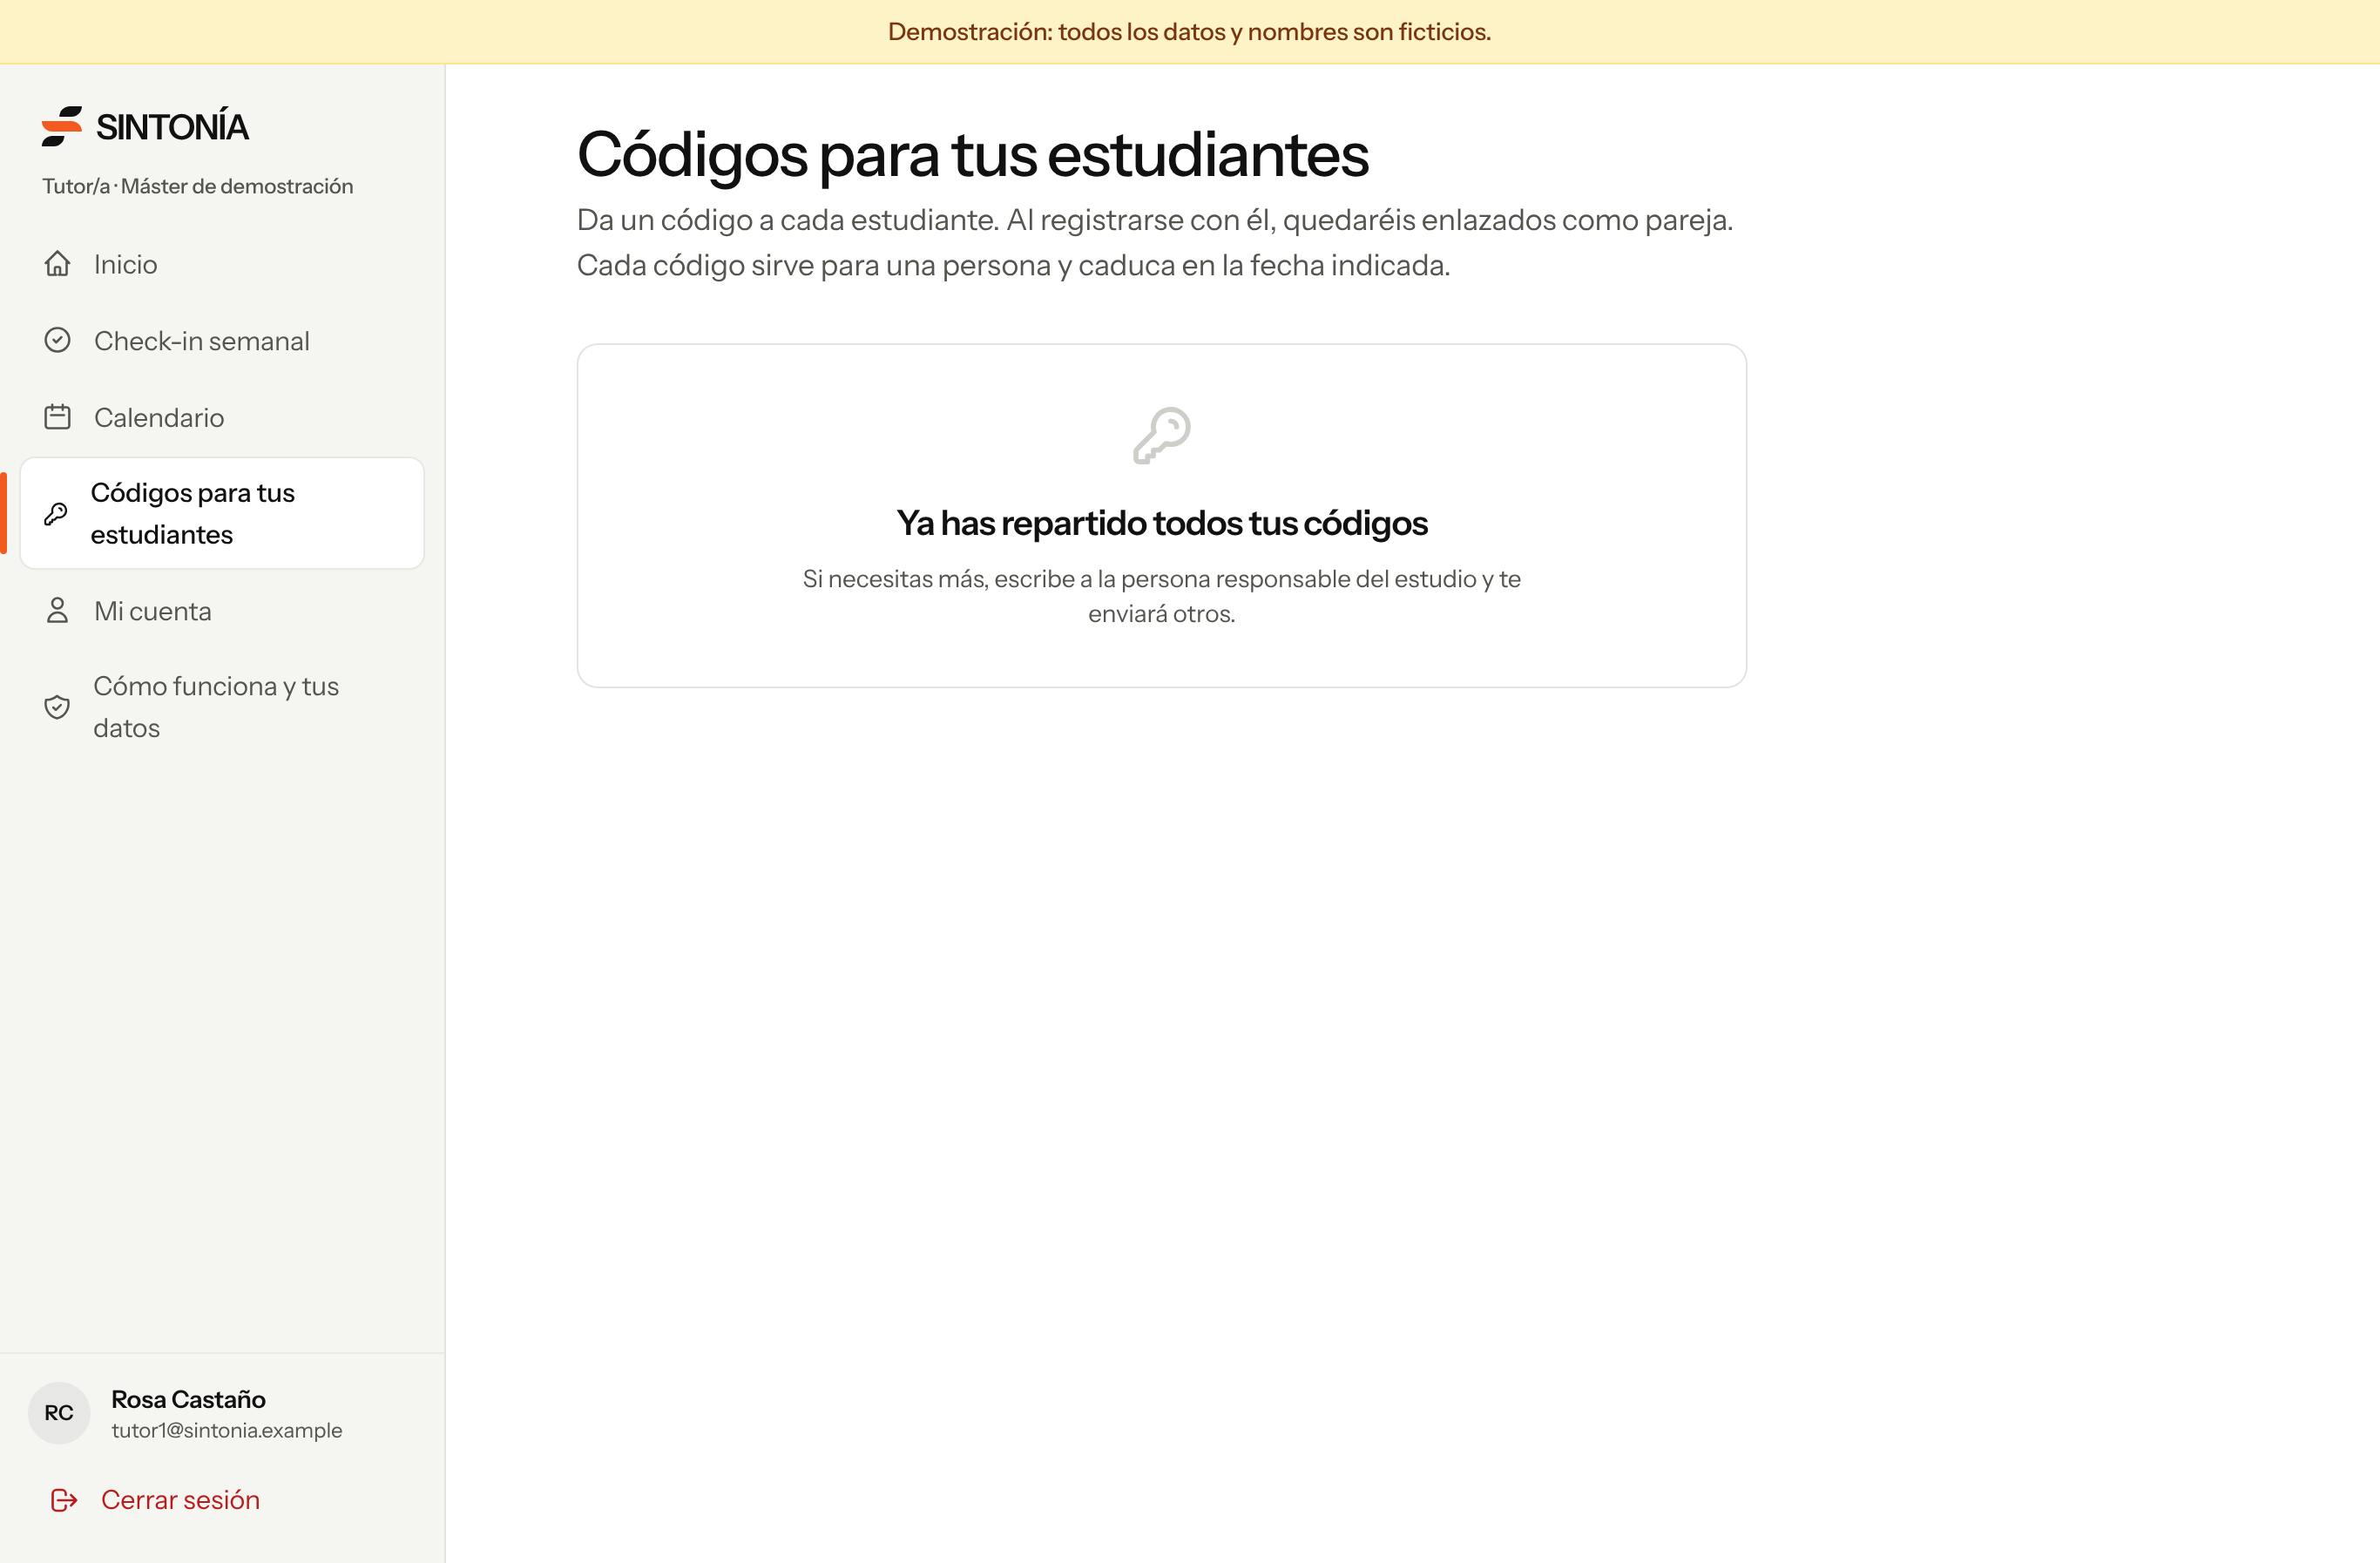 Demostración: todos los datos y nombres son ficticios.
SINTONÍA
Tutor/a · Máster de demostración
Inicio
Check-in semanal
Calendario
Códigos para tus
estudiantes
Mi cuenta
Cómo funciona y tus
datos
Rosa Castaño
RC
tutor1@sintonia.example
Cerrar sesión
Códigos para tus estudiantes
Da un código a cada estudiante. Al registrarse con él, quedaréis enlazados como pareja.
Cada código sirve para una persona y caduca en la fecha indicada.
Ya has repartido todos tus códigos
Si necesitas más, escribe a la persona responsable del estudio y te
enviará otros.